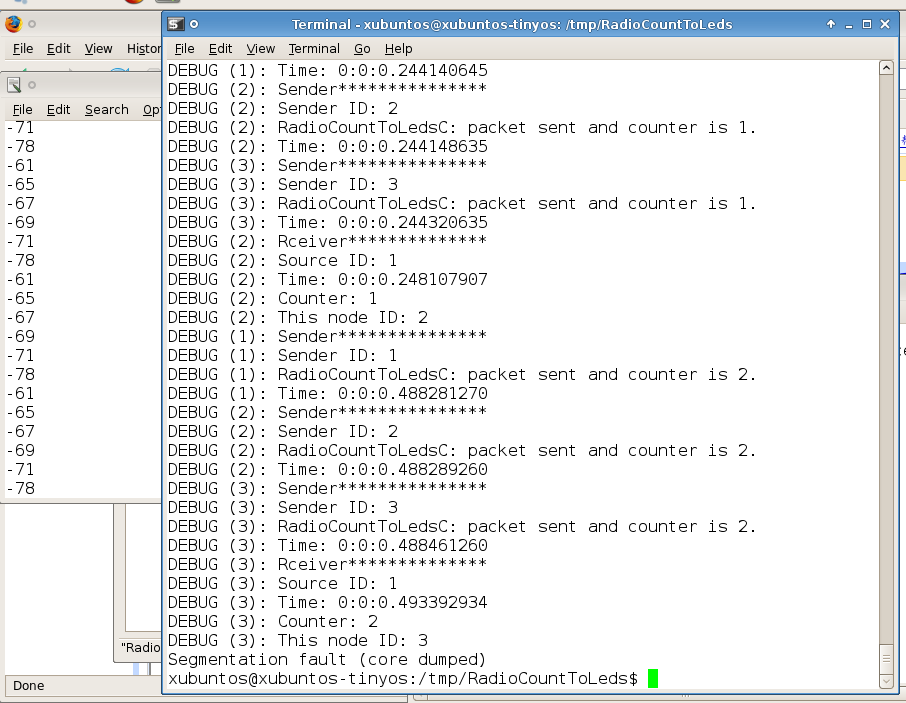 Terminal - xubuntos@xubuntos-tinyos: /tmp/RadioCountToLeds
File Edit View Histor
File Edit View Terminal Go Help
File Edit Search Opt
-71
-78
-61
-65
-67
-69
-71
-78
-61
-65
-67
-69
-71
-78
-61
-65
-67
-69
-71
-78
DEBUG (1): Time: 0:0:0.244140645
DEBUG (2): Sender***************
DEBUG (2): Sender ID: 2
DEBUG (2): RadioCountToLedsC: packet sent and counter is 1.
DEBUG (2): Time: 0:0:0.244148635
DEBUG (3): Sender***************
DEBUG (3): Sender ID: 3
DEBUG (3): RadioCountToLedsC: packet sent and counter is 1.
DEBUG (3): Time: 0:0:0.244320635
DEBUG (2): Rceiver**************
DEBUG (2): Source ID: 1
DEBUG (2): Time: 0:0:0.248107907
DEBUG (2): Counter: 1
DEBUG (2): This node ID: 2
DEBUG (1): Sender***************
DEBUG (1): Sender ID: 1
DEBUG (1): RadioCountToLedsC: packet sent and counter is 2.
DEBUG (1): Time: 0:0:0.488281270
DEBUG (2): Sender***************
DEBUG (2): Sender ID: 2
DEBUG (2): RadioCountToLedsC: packet sent and counter is 2.
DEBUG (2): Time: 0:0:0.488289260
DEBUG (3): Sender***************
DEBUG (3): Sender ID: 3
DEBUG (3): RadioCountToLedsC: packet sent and counter is 2.
DEBUG (3): Time: 0:0:0.488461260
DEBUG (3): Rceiver**************
DEBUG (3): Source ID: 1
DEBUG (3): Time: 0:0:0.493392934
DEBUG (3): Counter: 2
DEBUG (3): This node ID: 3
Segmentation fault (core dumped)
xubuntos@xubuntos-tinyos:/tmp/RadioCountToLeds$
"Radio
Done